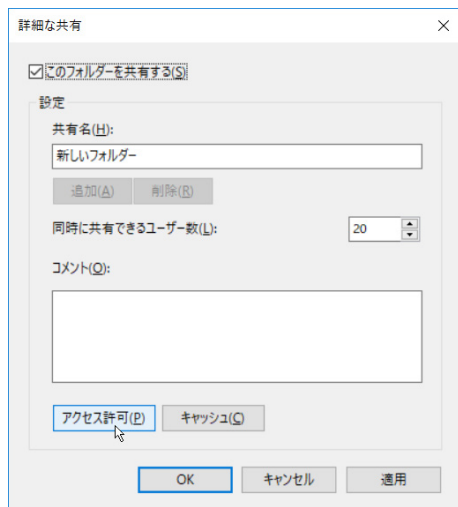 詳細な共有
このフォルダーを共有する(S)
設定
共有名(H):
新しいフォルダー
追加(A) 削除(R)
同時に共有できるユーザー数(L): 20
コメント(O):
アクセス許可(P) キャッシュ(C)
OK キャンセル 適用